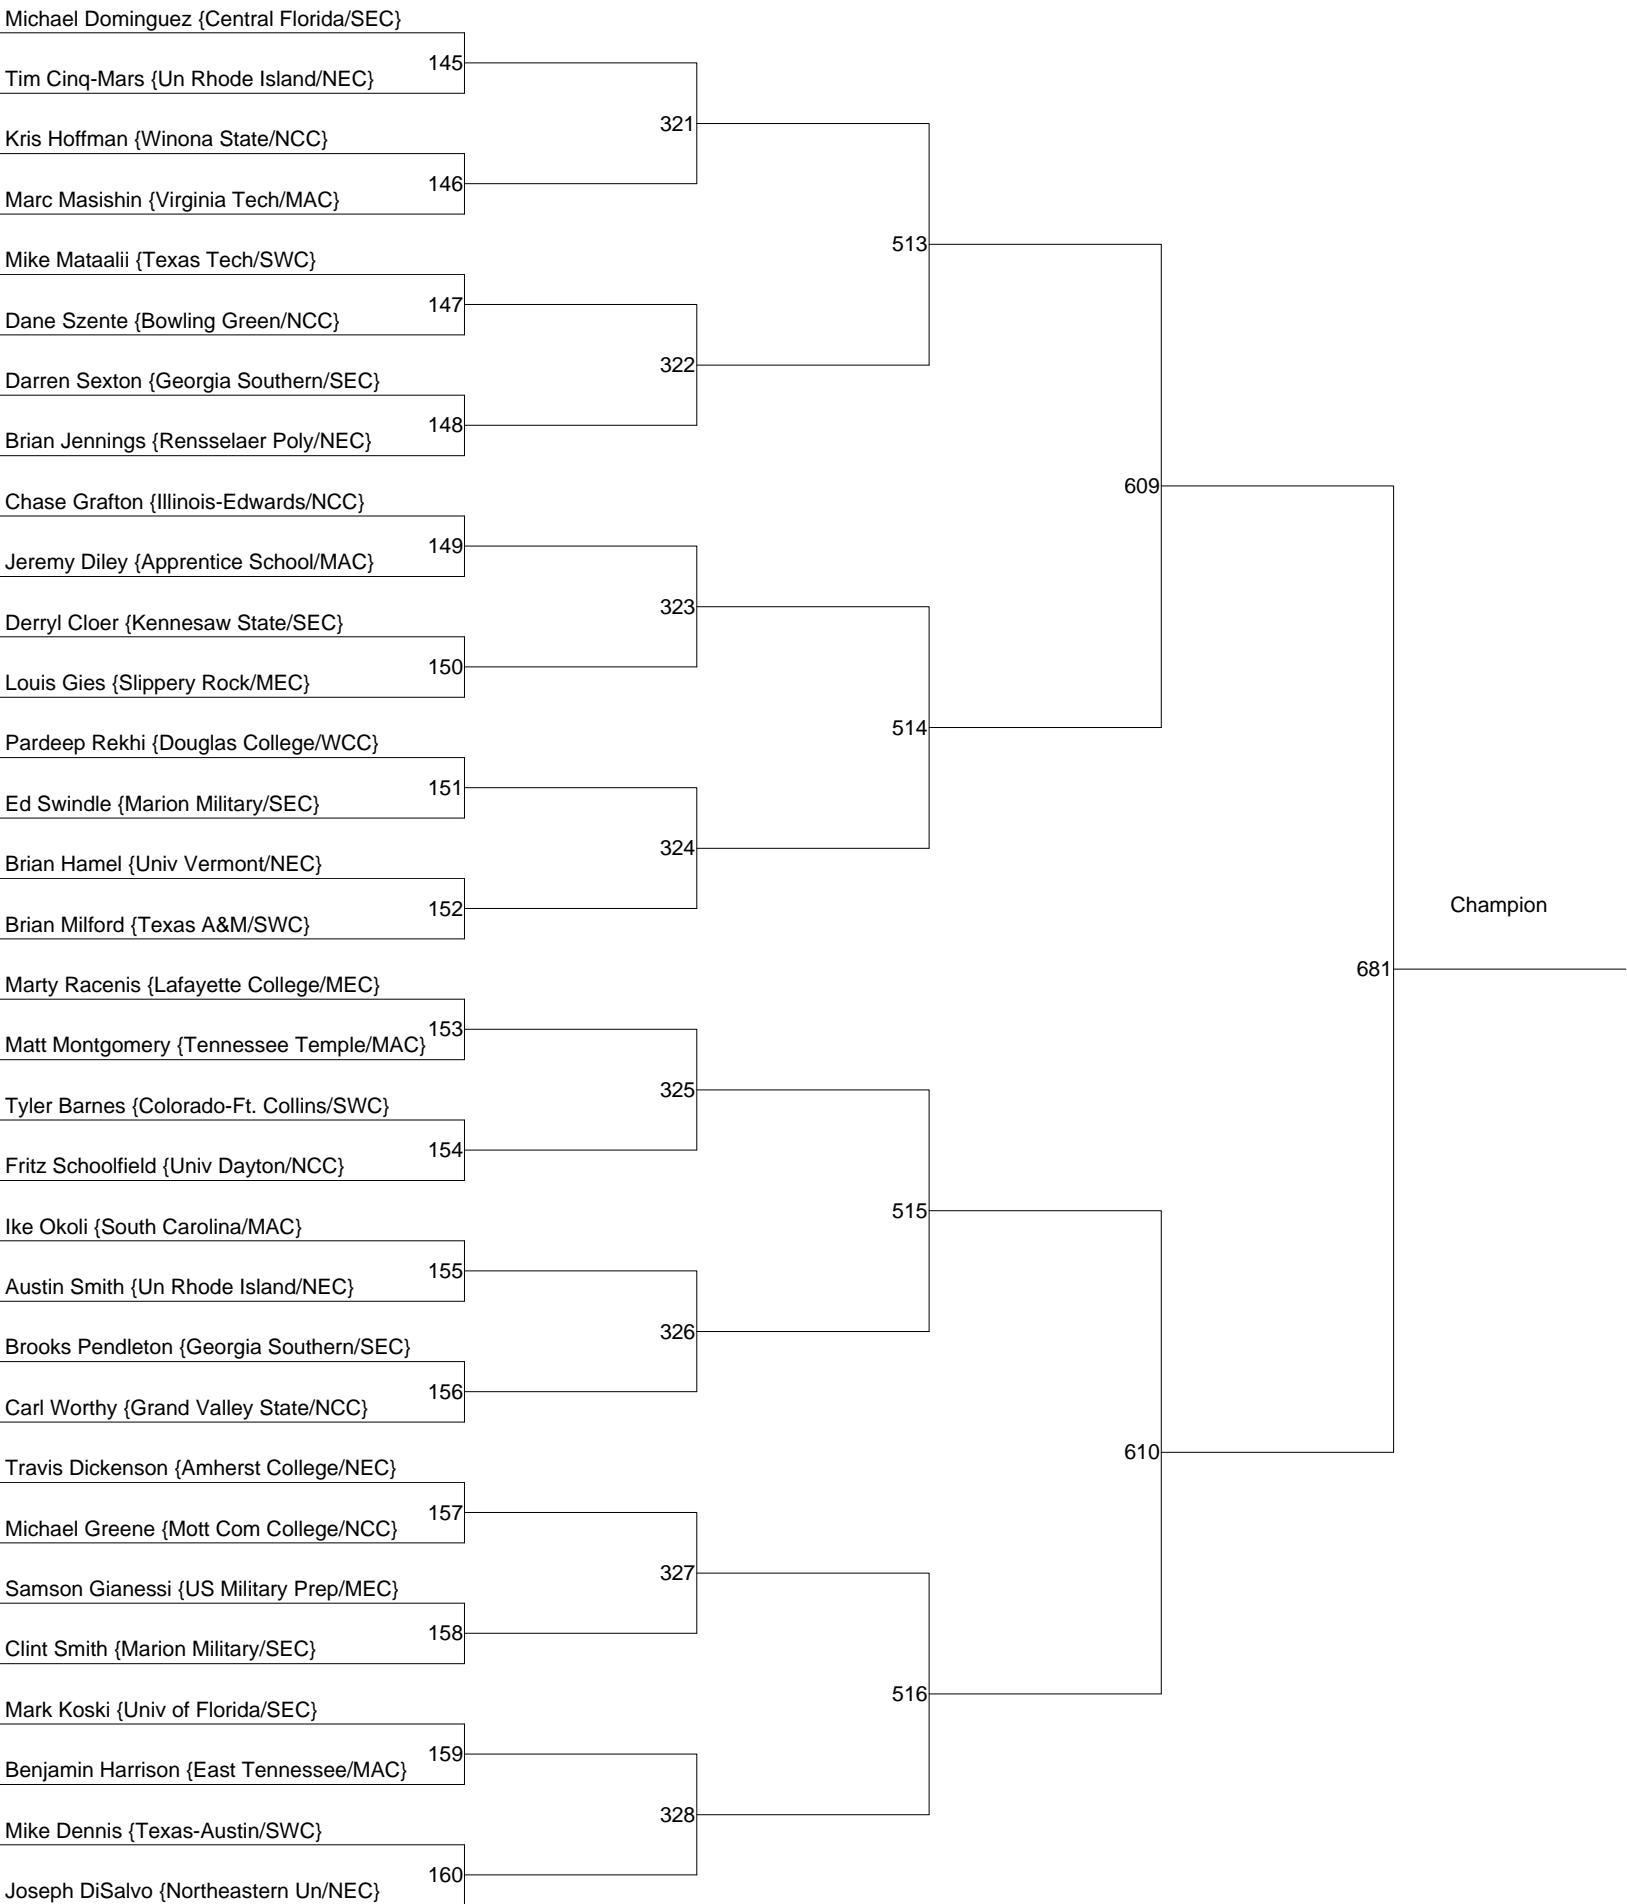 Michael Dominguez {Central Florida/SEC}
145
Tim Cinq-Mars {Un Rhode Island/NEC}
321
Kris Hoffman {Winona State/NCC}
146
Marc Masishin {Virginia Tech/MAC}
513
Mike Mataalii {Texas Tech/SWC}
147
Dane Szente {Bowling Green/NCC}
322
Darren Sexton {Georgia Southern/SEC}
148
Brian Jennings {Rensselaer Poly/NEC}
609
Chase Grafton {Illinois-Edwards/NCC}
149
Jeremy Diley {Apprentice School/MAC}
323
Derryl Cloer {Kennesaw State/SEC}
150
Louis Gies {Slippery Rock/MEC}
514
Pardeep Rekhi {Douglas College/WCC}
151
Ed Swindle {Marion Military/SEC}
324
Brian Hamel {Univ Vermont/NEC}
152
Champion
Brian Milford {Texas A&M/SWC}
681
Marty Racenis {Lafayette College/MEC}
153
Matt Montgomery {Tennessee Temple/MAC}
325
Tyler Barnes {Colorado-Ft. Collins/SWC}
154
Fritz Schoolfield {Univ Dayton/NCC}
515
Ike Okoli {South Carolina/MAC}
155
Austin Smith {Un Rhode Island/NEC}
326
Brooks Pendleton {Georgia Southern/SEC}
156
Carl Worthy {Grand Valley State/NCC}
610
Travis Dickenson {Amherst College/NEC}
157
Michael Greene {Mott Com College/NCC}
327
Samson Gianessi {US Military Prep/MEC}
158
Clint Smith {Marion Military/SEC}
516
Mark Koski {Univ of Florida/SEC}
159
Benjamin Harrison {East Tennessee/MAC}
328
Mike Dennis {Texas-Austin/SWC}
160
Joseph DiSalvo {Northeastern Un/NEC}